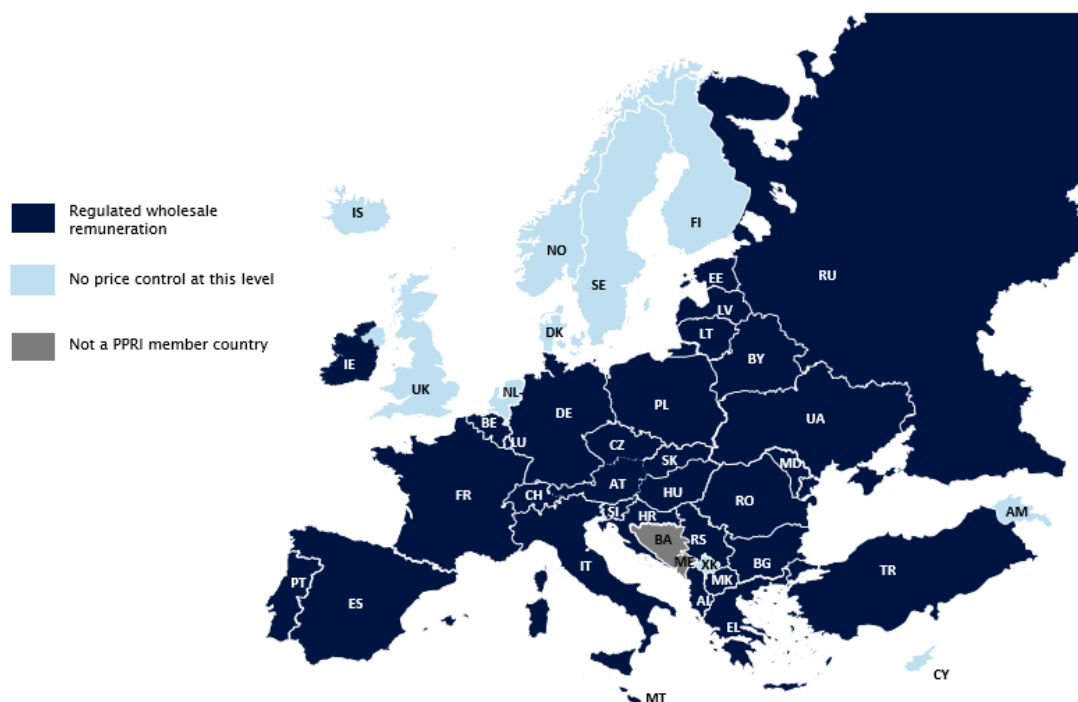 Regulated wholesale
remuneration
No price control at this level
Not a PPRI member country
IS
NO
SE
FI
RU
EE
LV
LT
DK
BY
IE
UK
NL
BE
LU
DE
PL
UA
CZ
SK
MD
FR
CH
AT
HU
RO
SI
HR
BA
RS
ME
XK
BG
MK
AL
IT
PT
ES
EL
TR
AM
CY
MT